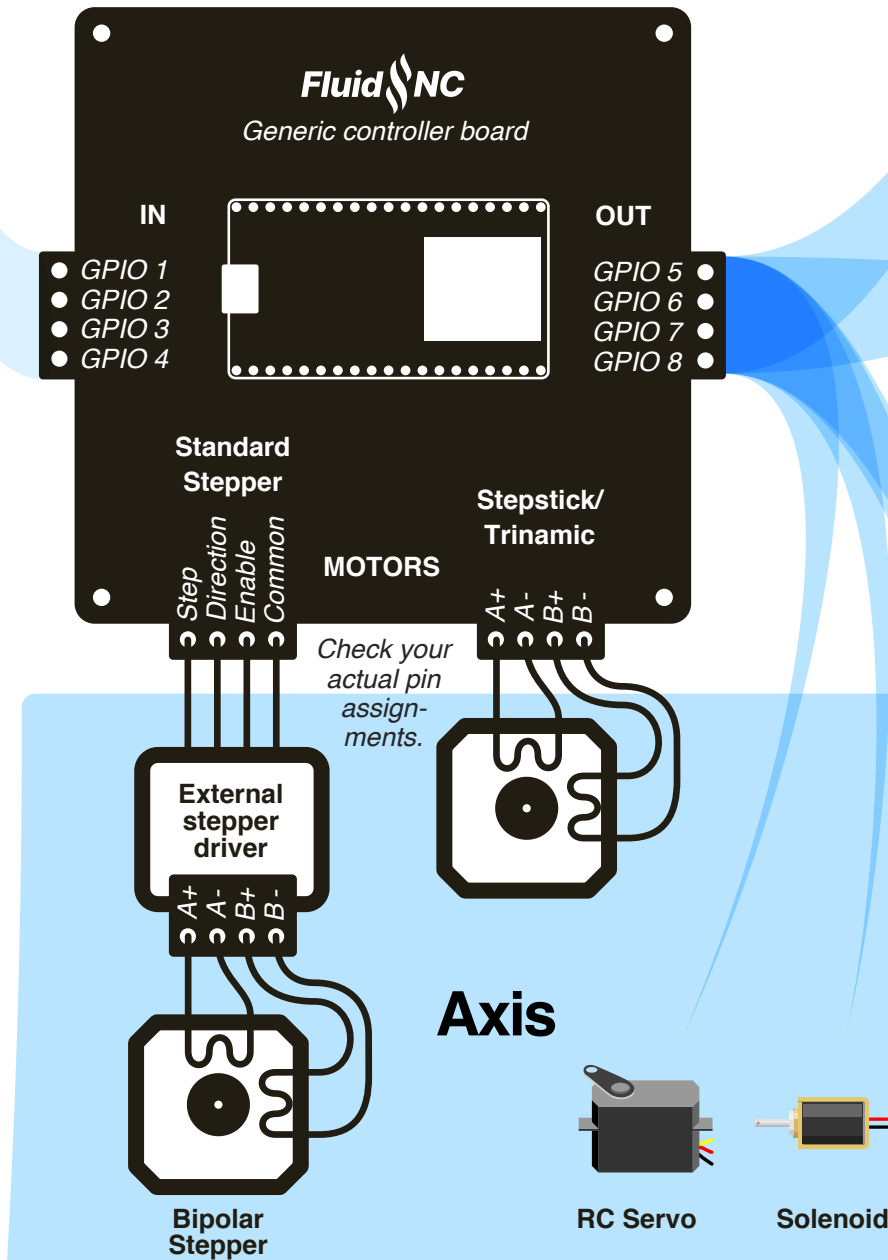 FluidNC
Generic controller board
IN
OUT
GPIO 1
GPIO 2
GPIO 3
GPIO 4
GPIO 5
GPIO 6
GPIO 7
GPIO 8
Standard
Stepper
Stepstick/
Trinamic
MOTORS
Step
Direction
Enable
Common
A+
A-
B+
B-
Check your
actual pin
assign-
ments.
External
stepper
driver
A+
A-
B+
B-
Axis
Bipolar
Stepper
RC Servo
Solenoid